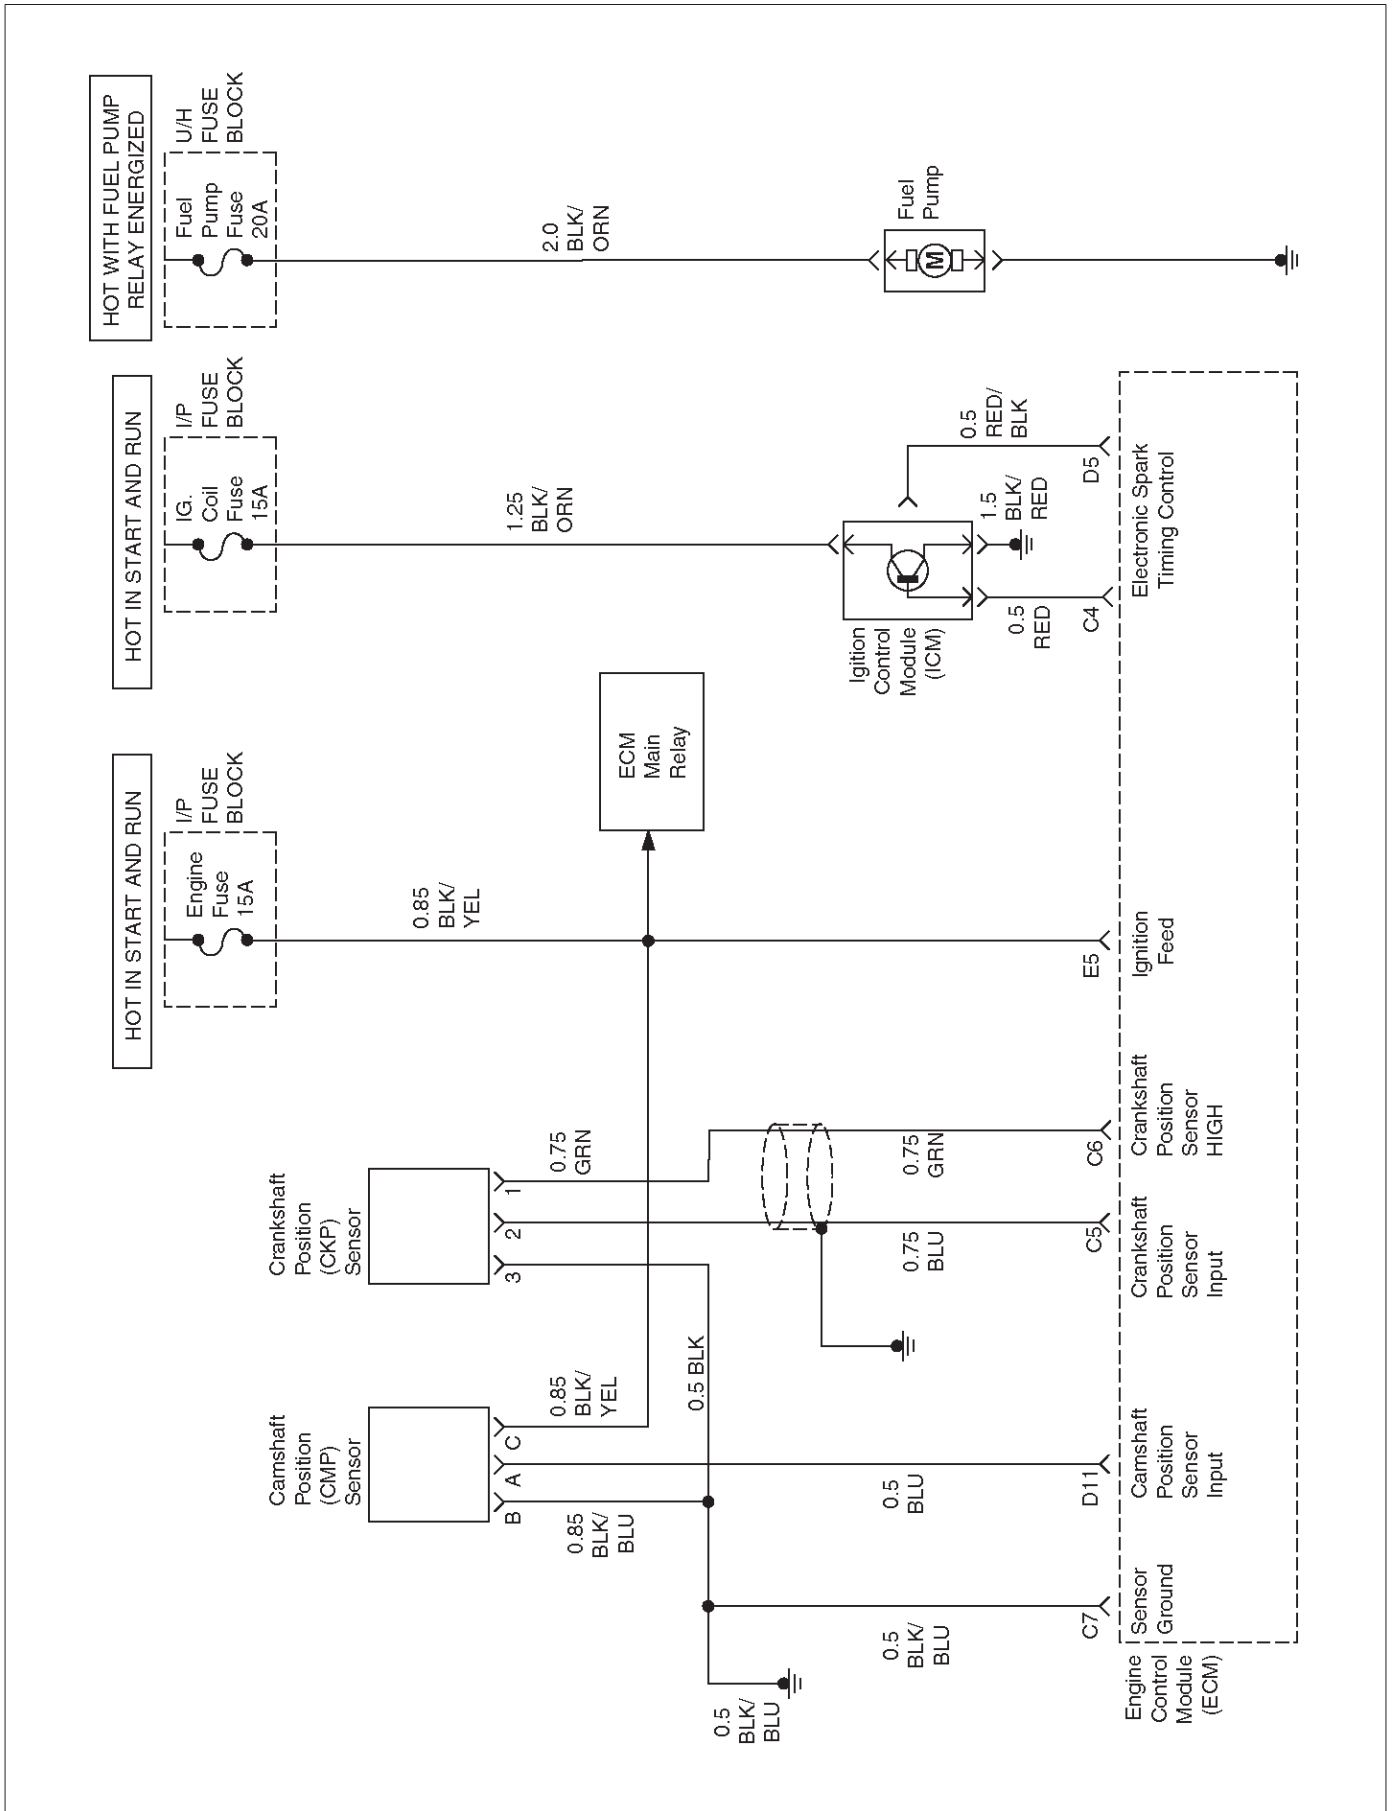 HOT IN START AND RUN
HOT IN START AND RUN
HOT WITH FUEL PUMP
RELAY ENERGIZED
Engine
Fuse
15A
I/P
FUSE
BLOCK
IG.
Coil
Fuse
15A
I/P
FUSE
BLOCK
Fuel
Pump
Fuse
20A
U/H
FUSE
BLOCK
Camshaft
Position
(CMP)
Sensor
Crankshaft
Position
(CKP)
Sensor
0.85
BLK/
YEL
1.25
BLK/
ORN
2.0
BLK/
ORN
B
A
C
3
2
1
0.85
BLK/
BLU
0.85
BLK/
YEL
0.75
GRN
ECM
Main
Relay
0.5 BLK
0.5
BLK/
BLU
0.5
BLK/
BLU
0.5
BLU
0.75
BLU
0.75
GRN
Igition
Control
Module
(ICM)
Fuel
Pump
0.5
RED
1.5
BLK/
RED
0.5
RED/
BLK
C7
D11
C5
C6
E5
C4
D5
Engine
Control
Module
(ECM)
Sensor
Ground
Camshaft
Position
Sensor
Input
Crankshaft
Position
Sensor
Input
Crankshaft
Position
Sensor
HIGH
Ignition
Feed
Electronic Spark
Timing Control
M